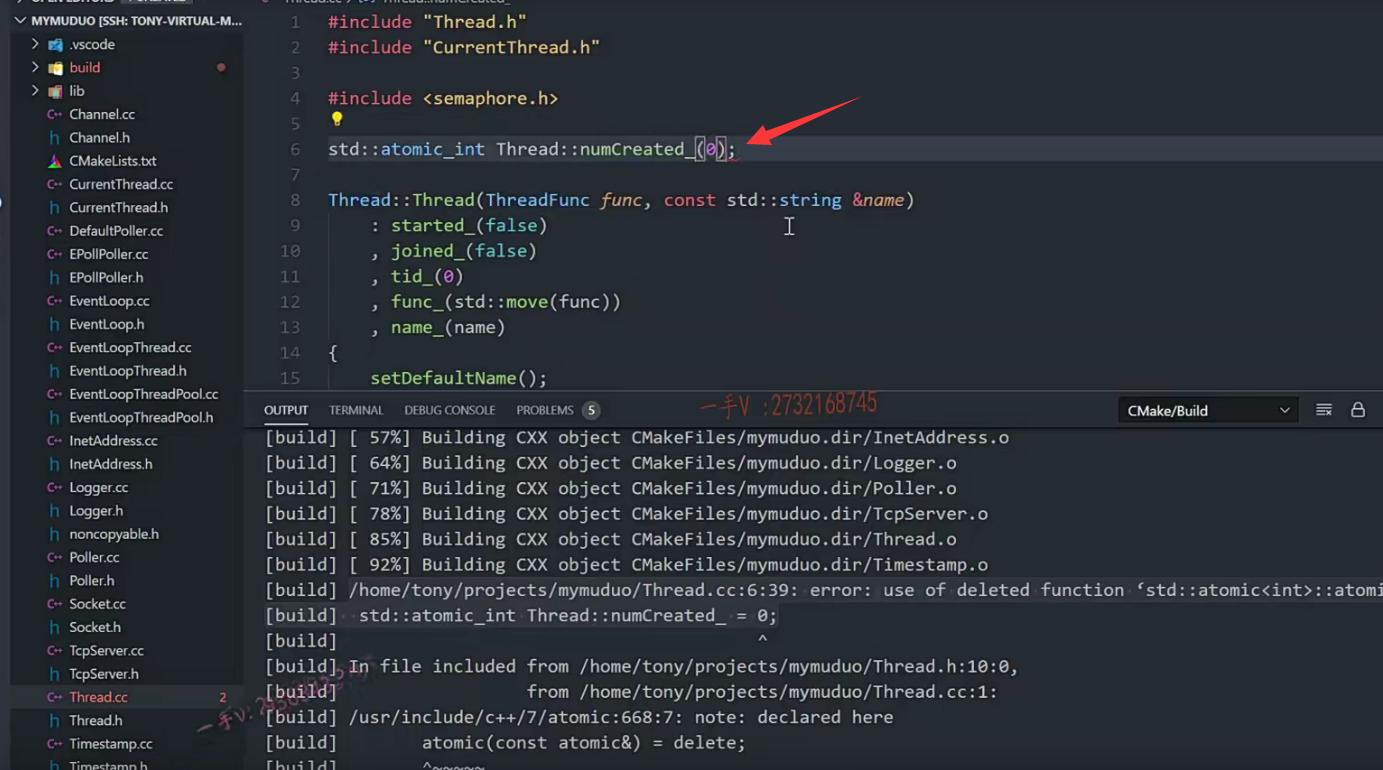 MYMUDUO [SSH: TONY-VIRTUAL-M...
.vscode
build
lib
Channel.cc
Channel.h
CMakeLists.txt
CurrentThread.cc
CurrentThread.h
DefaultPoller.cc
EPollPoller.cc
EPollPoller.h
EventLoop.cc
EventLoop.h
EventLoopThread.cc
EventLoopThread.h
EventLoopThreadPool.cc
EventLoopThreadPool.h
InetAddress.cc
InetAddress.h
Logger.cc
Logger.h
noncopyable.h
Poller.cc
Poller.h
Socket.cc
Socket.h
TcpServer.cc
TcpServer.h
Thread.cc 2
Thread.h
Timestamp.cc
Timestamp.h
1 #include "Thread.h"
2 #include "CurrentThread.h"
3
4 #include <semaphore.h>
5
6 std::atomic_int Thread::numCreated_(0);
7
8 Thread::Thread(ThreadFunc func, const std::string &name)
9 : started_(false)
10 , joined_(false)
11 , tid_(0)
12 , func_(std::move(func))
13 , name_(name)
14 {
15 setDefaultName();
OUTPUT TERMINAL DEBUG CONSOLE PROBLEMS 5 CMake/Build
一手V :2732168745
[build] [ 57%] Building CXX object CMakeFiles/mymuduo.dir/InetAddress.o
[build] [ 64%] Building CXX object CMakeFiles/mymuduo.dir/Logger.o
[build] [ 71%] Building CXX object CMakeFiles/mymuduo.dir/Poller.o
[build] [ 78%] Building CXX object CMakeFiles/mymuduo.dir/TcpServer.o
[build] [ 85%] Building CXX object CMakeFiles/mymuduo.dir/Thread.o
[build] [ 92%] Building CXX object CMakeFiles/mymuduo.dir/Timestamp.o
[build] /home/tony/projects/mymuduo/Thread.cc:6:39: error: use of deleted function ‘std::atomic<int>::atomi
[build] std::atomic_int Thread::numCreated_ = 0;
[build] ^
[build] In file included from /home/tony/projects/mymuduo/Thread.h:10:0,
[build] from /home/tony/projects/mymuduo/Thread.cc:1:
[build] /usr/include/c++/7/atomic:668:7: note: declared here
[build] atomic(const atomic&) = delete;
[build] ^~~~~~